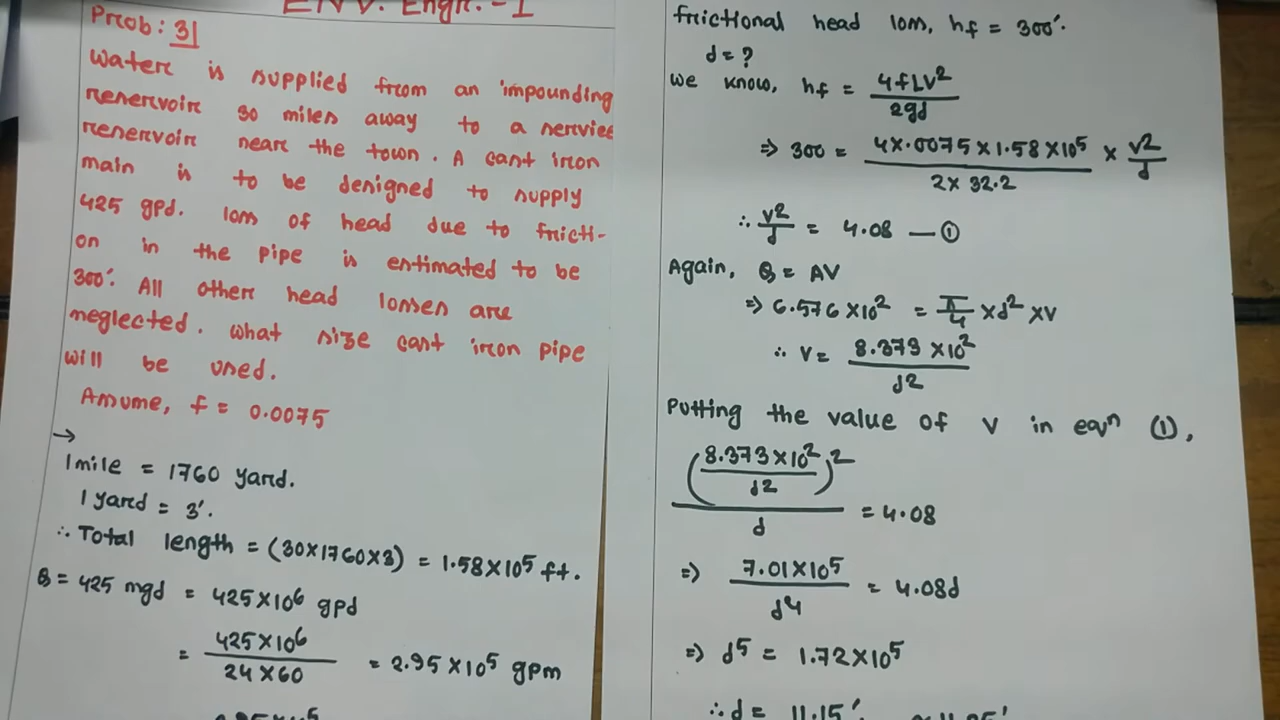 ENV. Engr. - I
Prob: 31
Water is supplied from an impounding
reservoir 30 miles away to a service
reservoir near the town. A cast iron
main is to be designed to supply
425 gpd. loss of head due to fricti-
on in the pipe is estimated to be
300'. All other head losses are
neglected. What size cast iron pipe
will be used.
Assume, f = 0.0075
→
1mile = 1760 yard.
1 yard = 3'.
∴ Total length = (30×1760×3) = 1.58×10⁵ ft.
Q = 425 mgd = 425×10⁶ gpd
= 425×10⁶ / 24×60 = 2.95×10⁵ gpm
frictional head loss, hf = 300'.
d = ?
We know, hf = 4fLV² / 2gd
⇒ 300 = 4×.0075×1.58×10⁵ / 2×32.2 × V²/d
∴ V²/d = 4.08 — ①
Again, Q = AV
⇒ 6.576×10² = π/4 ×d²×V
∴ V = 8.373×10² / d2
Putting the value of V in eqⁿ (1),
(8.373×10² / d2)² / d = 4.08
⇒ 7.01×10⁵ / d4 = 4.08d
⇒ d⁵ = 1.72×10⁵
∴ d = 11.15'